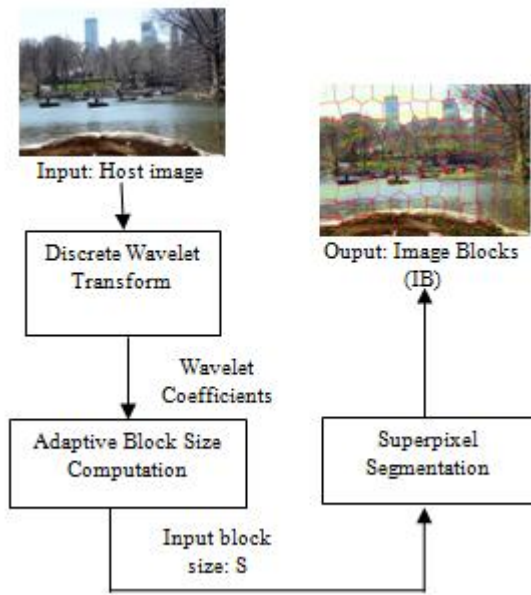 Input: Host image
Discrete Wavelet
Transform
Wavelet
Coefficients
Adaptive Block Size
Computation
Input block
size: S
Superpixel
Segmentation
Ouput: Image Blocks
(IB)